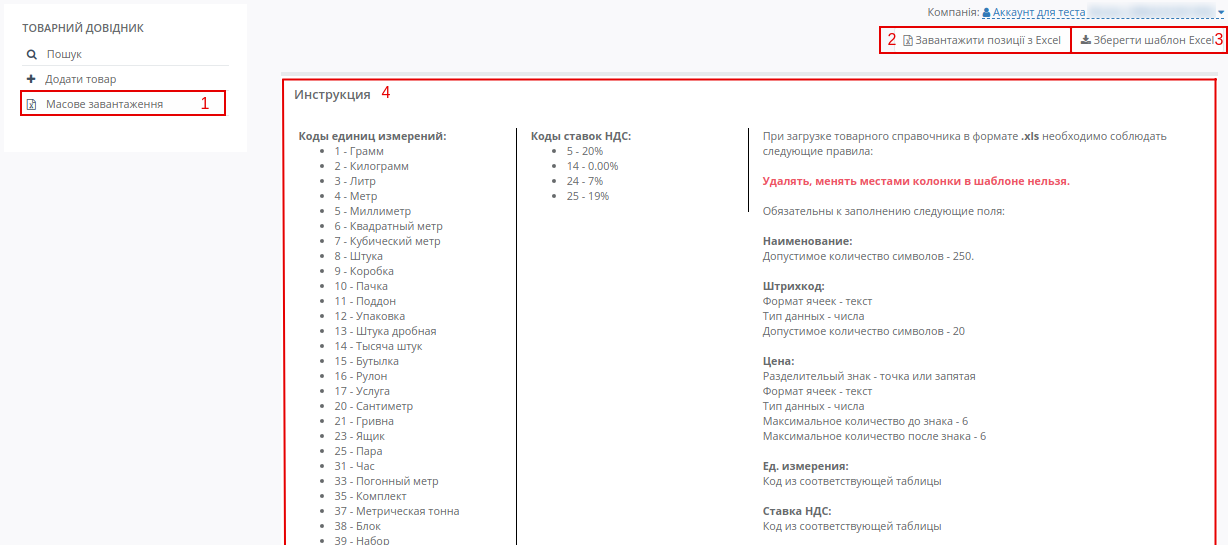 Компанія: Аккаунт для теста
ТОВАРНИЙ ДОВІДНИК
Пошук
Додати товар
Масове завантаження 1
2 Завантажити позиції з Excel
Зберегти шаблон Excel 3
Инструкция 4
Коды единиц измерений:
1 - Грамм
2 - Килограмм
3 - Литр
4 - Метр
5 - Миллиметр
6 - Квадратный метр
7 - Кубический метр
8 - Штука
9 - Коробка
10 - Пачка
11 - Поддон
12 - Упаковка
13 - Штука дробная
14 - Тысяча штук
15 - Бутылка
16 - Рулон
17 - Услуга
20 - Сантиметр
21 - Гривна
23 - Ящик
25 - Пара
31 - Час
33 - Погонный метр
35 - Комплект
37 - Метрическая тонна
38 - Блок
39 - Набор
Коды ставок НДС:
5 - 20%
14 - 0.00%
24 - 7%
25 - 19%
При загрузке товарного справочника в формате .xls необходимо соблюдать
следующие правила:
Удалять, менять местами колонки в шаблоне нельзя.
Обязательны к заполнению следующие поля:
Наименование:
Допустимое количество символов - 250.
Штрихкод:
Формат ячеек - текст
Тип данных - числа
Допустимое количество символов - 20
Цена:
Разделительый знак - точка или запятая
Формат ячеек - текст
Тип данных - числа
Максимальное количество до знака - 6
Максимальное количество после знака - 6
Ед. измерения:
Код из соответствующей таблицы
Ставка НДС:
Код из соответствующей таблицы